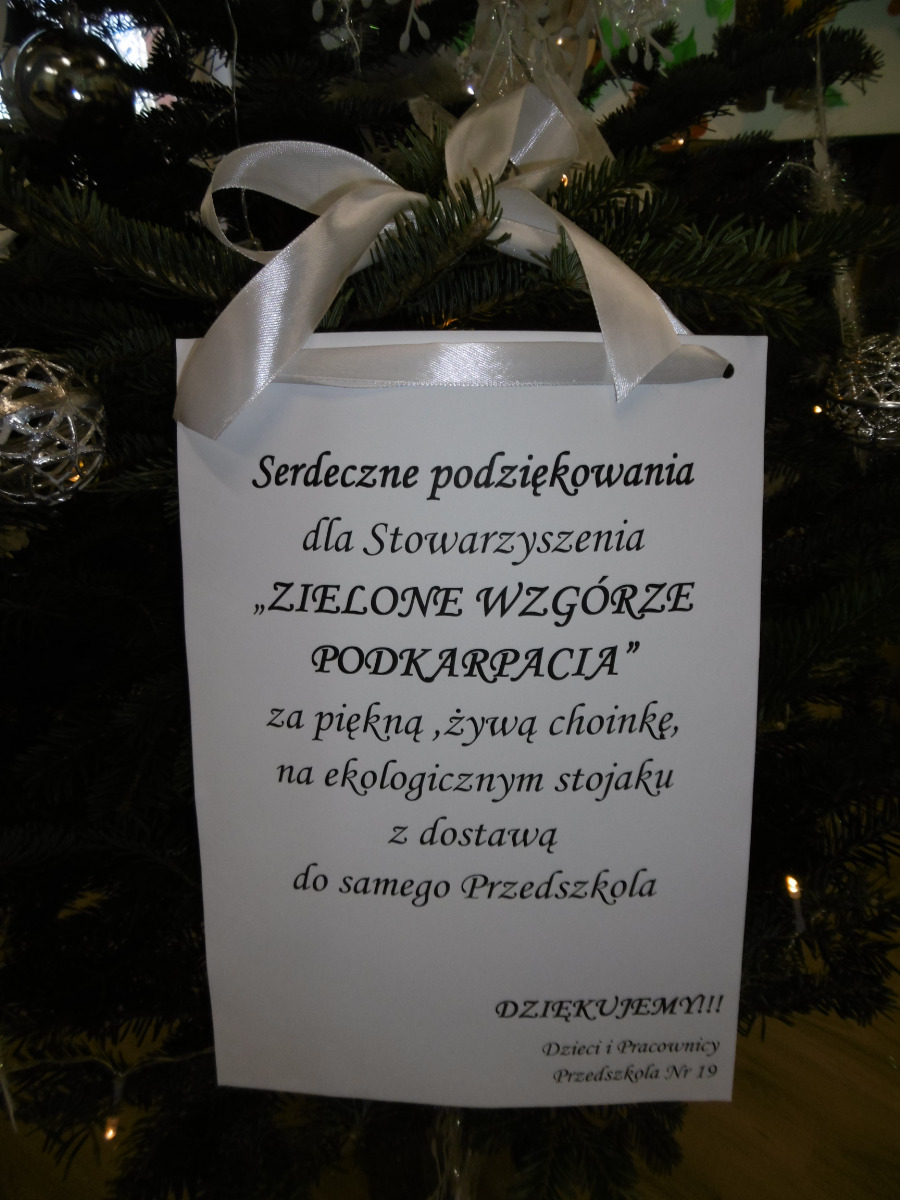 Serdeczne podziękowania
dla Stowarzyszenia
„ZIELONE WZGÓRZE
PODKARPACIA”
za piękną ,żywą choinkę,
na ekologicznym stojaku
z dostawą
do samego Przedszkola
DZIĘKUJEMY!!!
Dzieci i Pracownicy
Przedszkola Nr 19